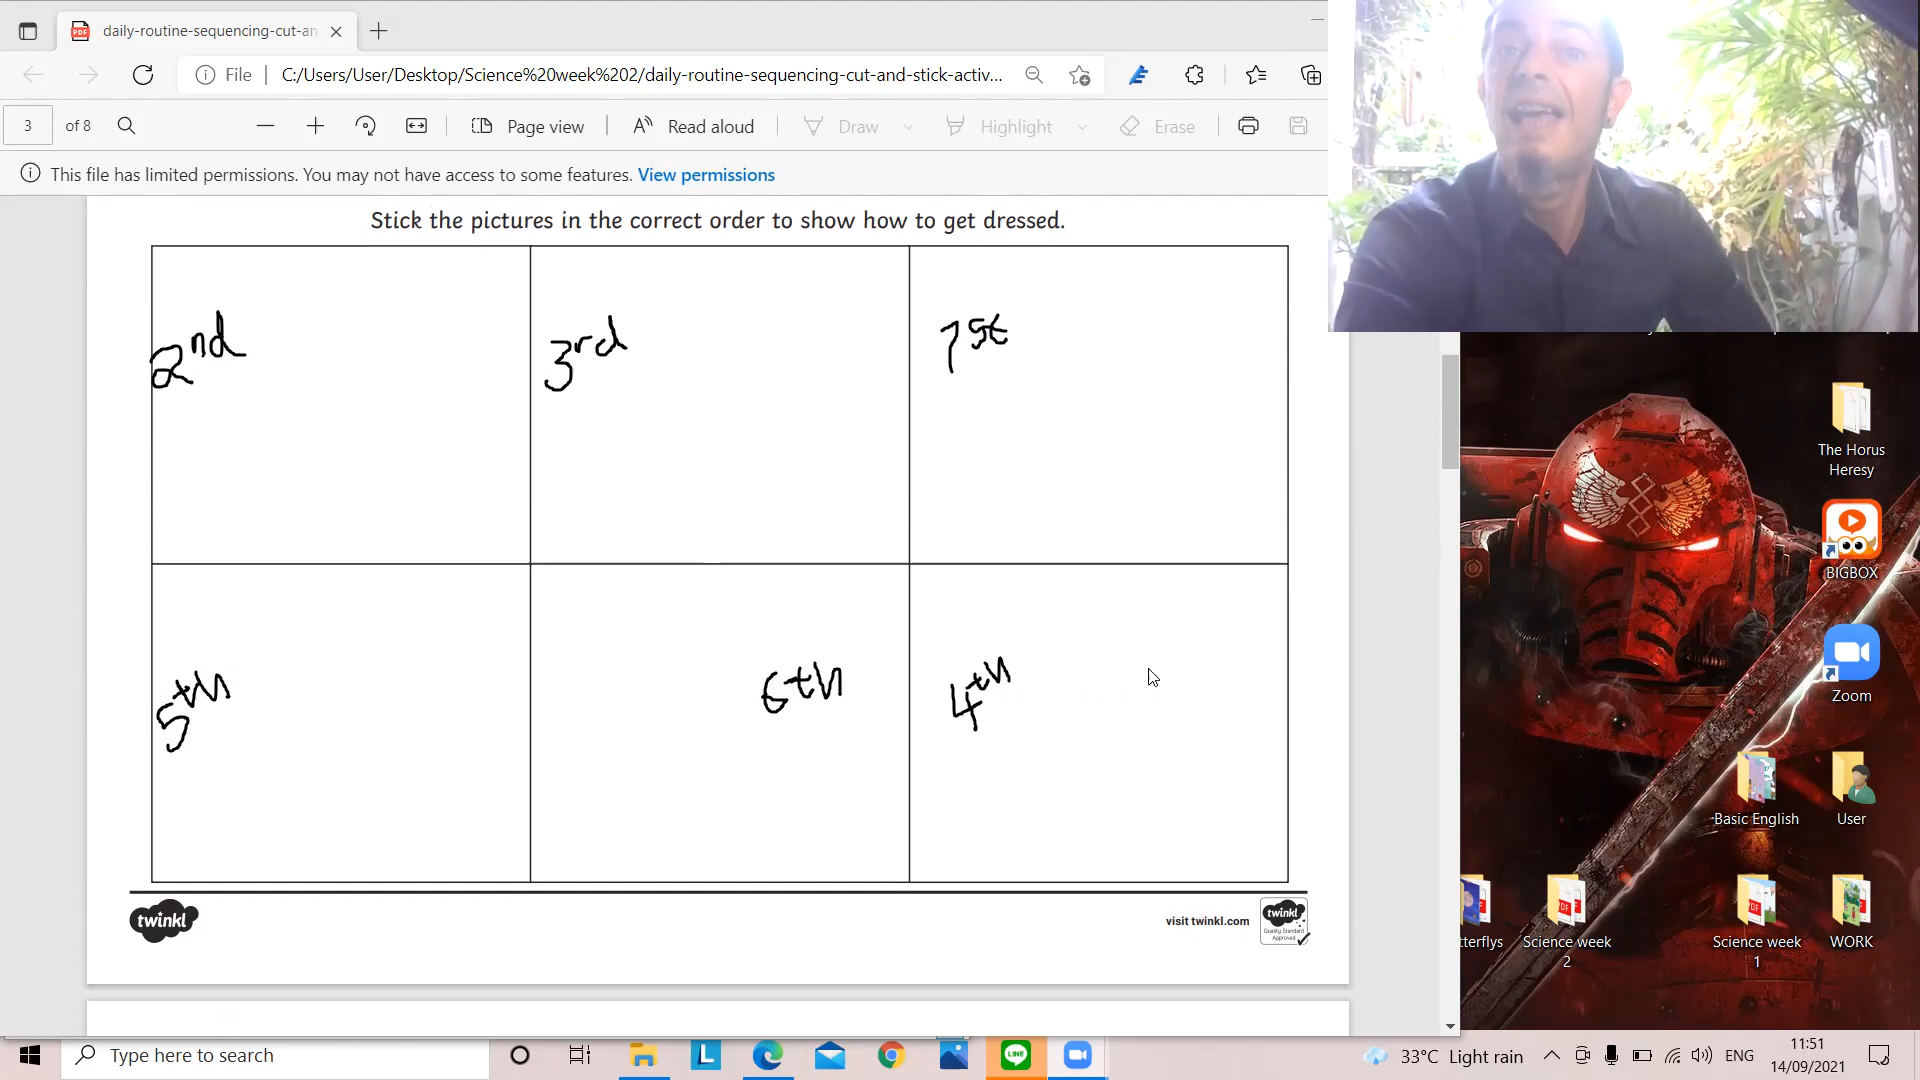 daily-routine-sequencing-cut-an
File
C:/Users/User/Desktop/Science%20week%202/daily-routine-sequencing-cut-and-stick-activ...
3 of 8
Page view
Read aloud
Draw
Highlight
Erase
This file has limited permissions. You may not have access to some features. View permissions
Stick the pictures in the correct order to show how to get dressed.
2nd 3rd 1st
5th 6th 4th
twinkl
visit twinkl.com
twinkl
Quality Standard
Approved
The Horus
Heresy
BIGBOX
Zoom
Basic English
User
tterflys
Science week
2
Science week
1
WORK
Type here to search
33°C Light rain
ENG
11:51
14/09/2021